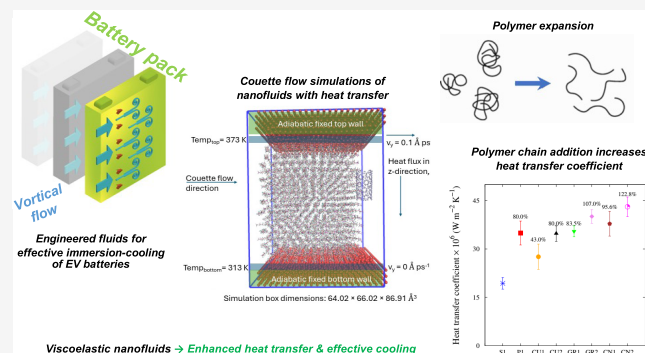 Battery pack
Vortical
flow
Engineered fluids for
effective immersion-cooling
of EV batteries
Couette flow simulations of
nanofluids with heat transfer
Adiabatic fixed top wall
Temp_top= 373 K
v_y = 0.1 Å ps
Couette flow
direction
Heat flux in
z-direction,
Temp_bottom= 313 K
v_y = 0 Å ps⁻¹
Adiabatic fixed bottom wall
Simulation box dimensions: 64.02 × 66.02 × 86.91 Å³
Polymer expansion
Polymer chain addition increases
heat transfer coefficient
Heat transfer coefficient × 10⁶ (W m⁻² K⁻¹)
45
30
15
0
80.0%
43.0%
80.0%
83.5%
107.0%
95.6%
122.8%
S1 P1 CU1 CU2 GR1 GR2 CN1 CN2
Viscoelastic nanofluids → Enhanced heat transfer & effective cooling